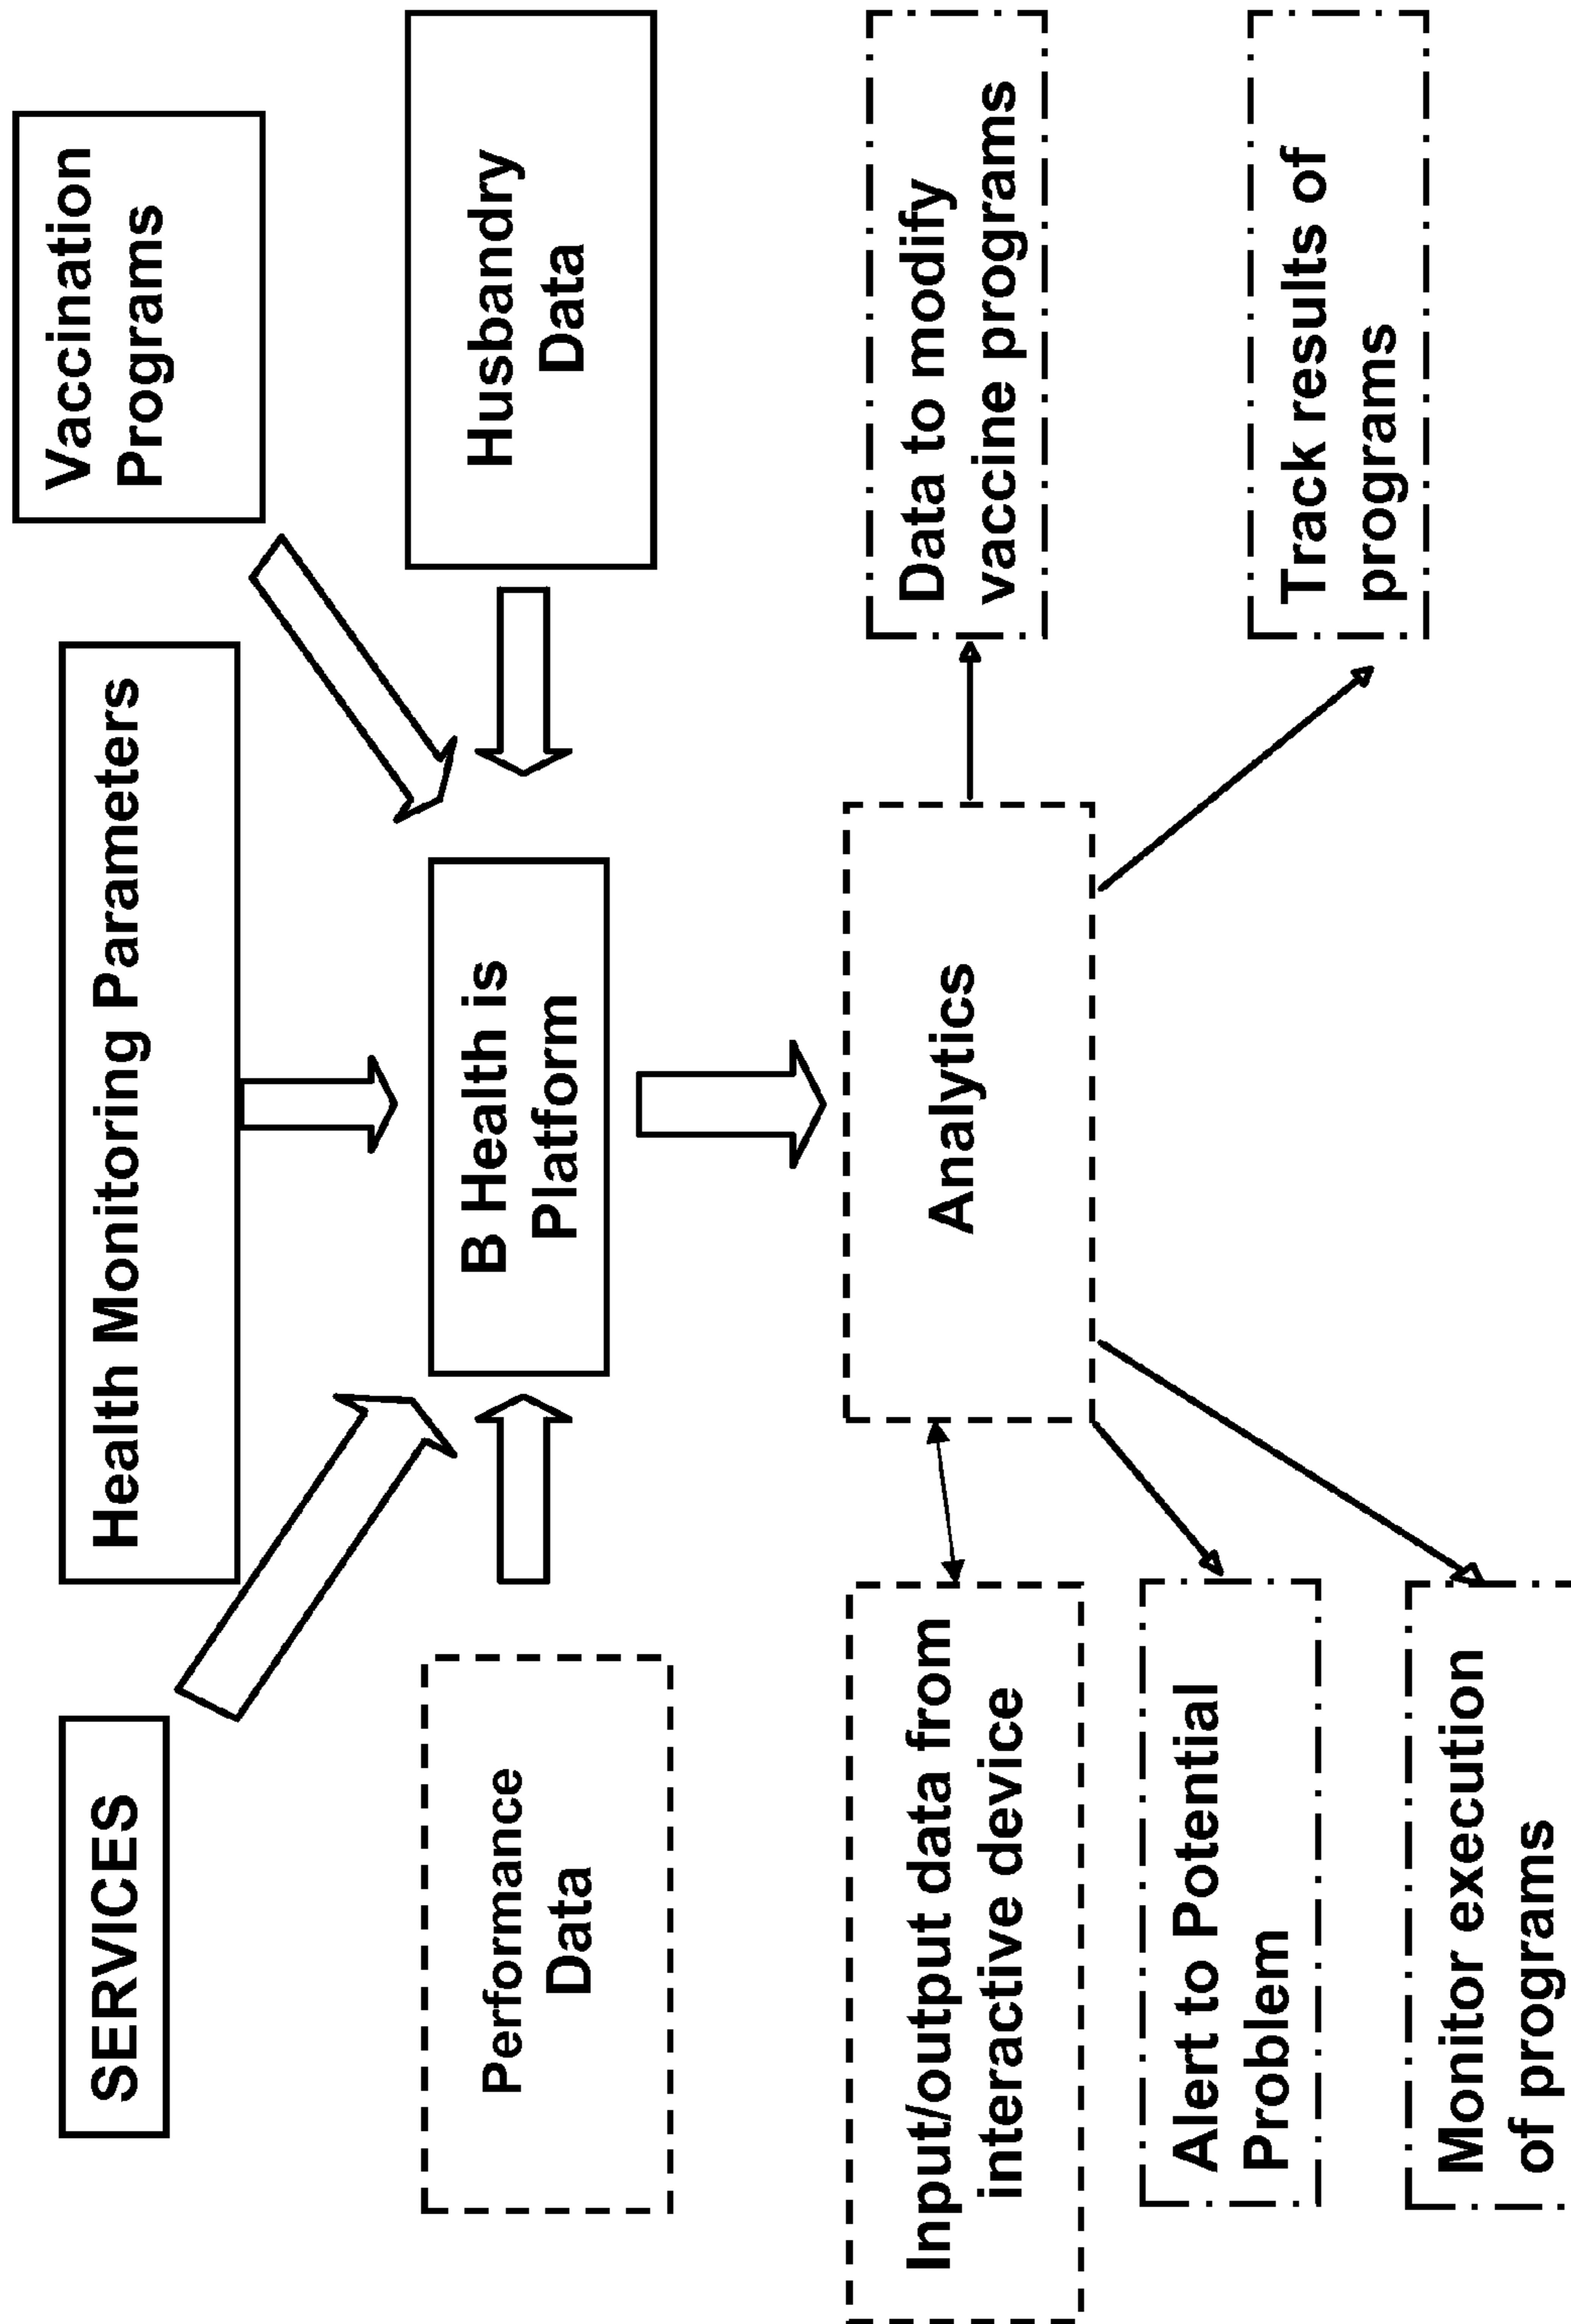 SERVICES
Health Monitoring Parameters
Vaccination
Programs
Performance
Data
B Health is
Platform
Husbandry
Data
Input/output data from
interactive device
Analytics
Data to modify
vaccine programs
Alert to Potential
Problem
Track results of
programs
Monitor execution
of programs